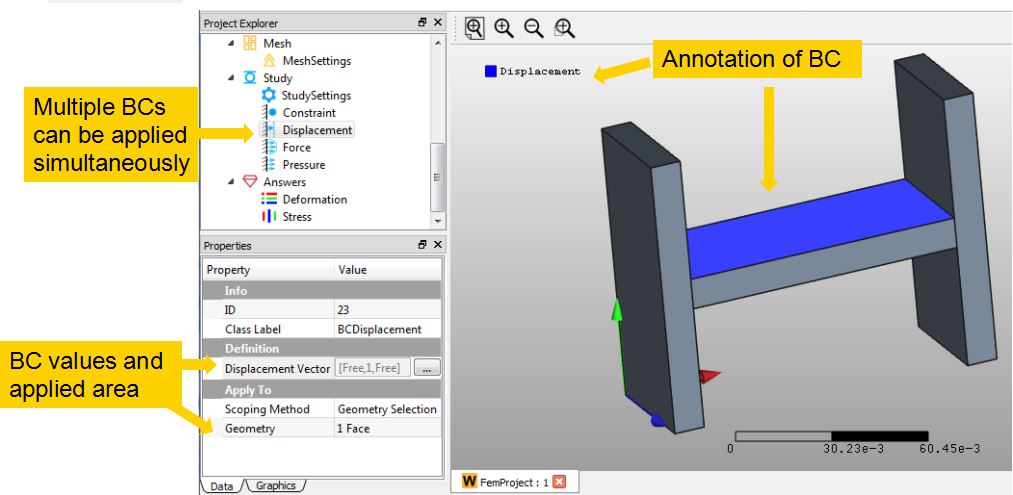 Project Explorer
Mesh
MeshSettings
Study
StudySettings
Constraint
Displacement
Force
Pressure
Answers
Deformation
Stress
Multiple BCs
can be applied
simultaneously
Displacement
Annotation of BC
Properties
Property Value
Info
ID 23
Class Label BCDisplacement
Definition
Displacement Vector [Free,1,Free] ...
Apply To
Scoping Method Geometry Selection
Geometry 1 Face
BC values and
applied area
Data Graphics
0 30.23e-3 60.45e-3
W FemProject : 1